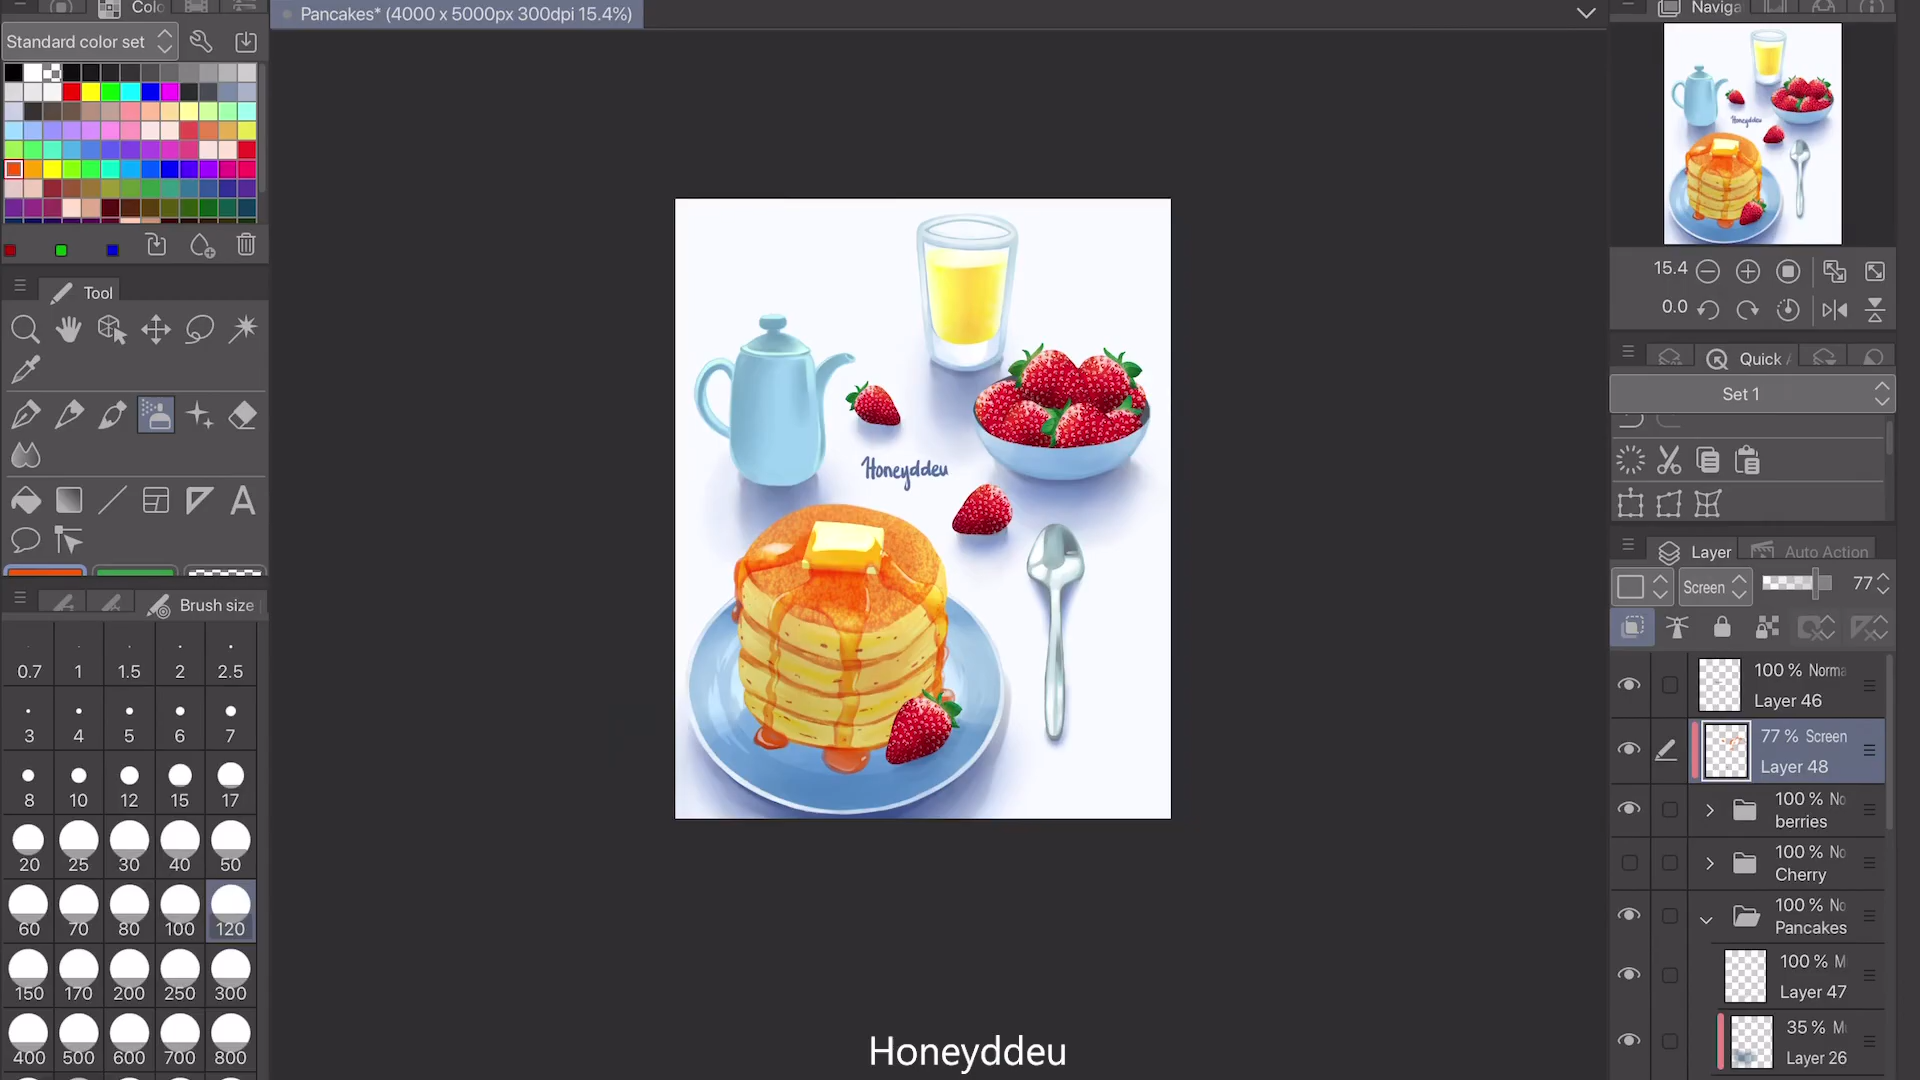 Colo
Pancakes* (4000 x 5000px 300dpi 15.4%)
Naviga
Standard color set
Honeyddeu
15.4
0.0
Tool
Quick
Set 1
Honeyddeu
Layer
Auto Action
Screen
77
Brush size
0.7 1 1.5 2 2.5
3 4 5 6 7
8 10 12 15 17
20 25 30 40 50
60 70 80 100 120
150 170 200 250 300
400 500 600 700 800
100 % Norma
Layer 46
77 % Screen
Layer 48
100 % No
berries
100 % No
Cherry
100 % No
Pancakes
100 % M
Layer 47
35 % M
Layer 26
Honeyddeu